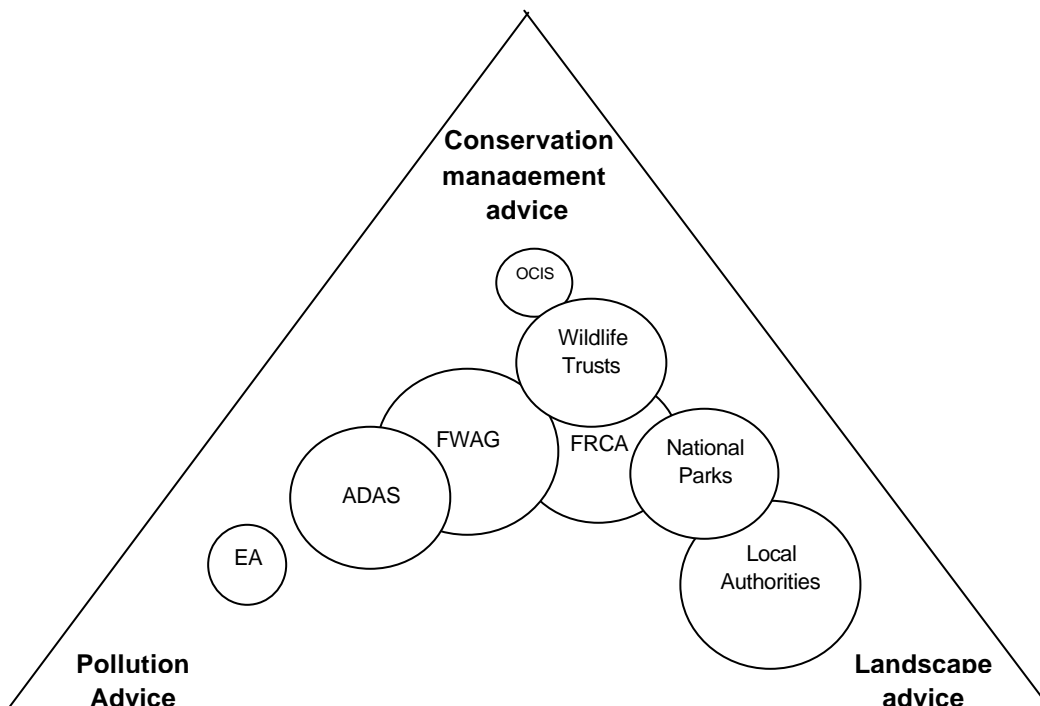 Conservation
management
advice
OCIS
Wildlife
Trusts
FWAG
FRCA
National
Parks
ADAS
EA
Local
Authorities
Pollution
Advice
Landscape
advice